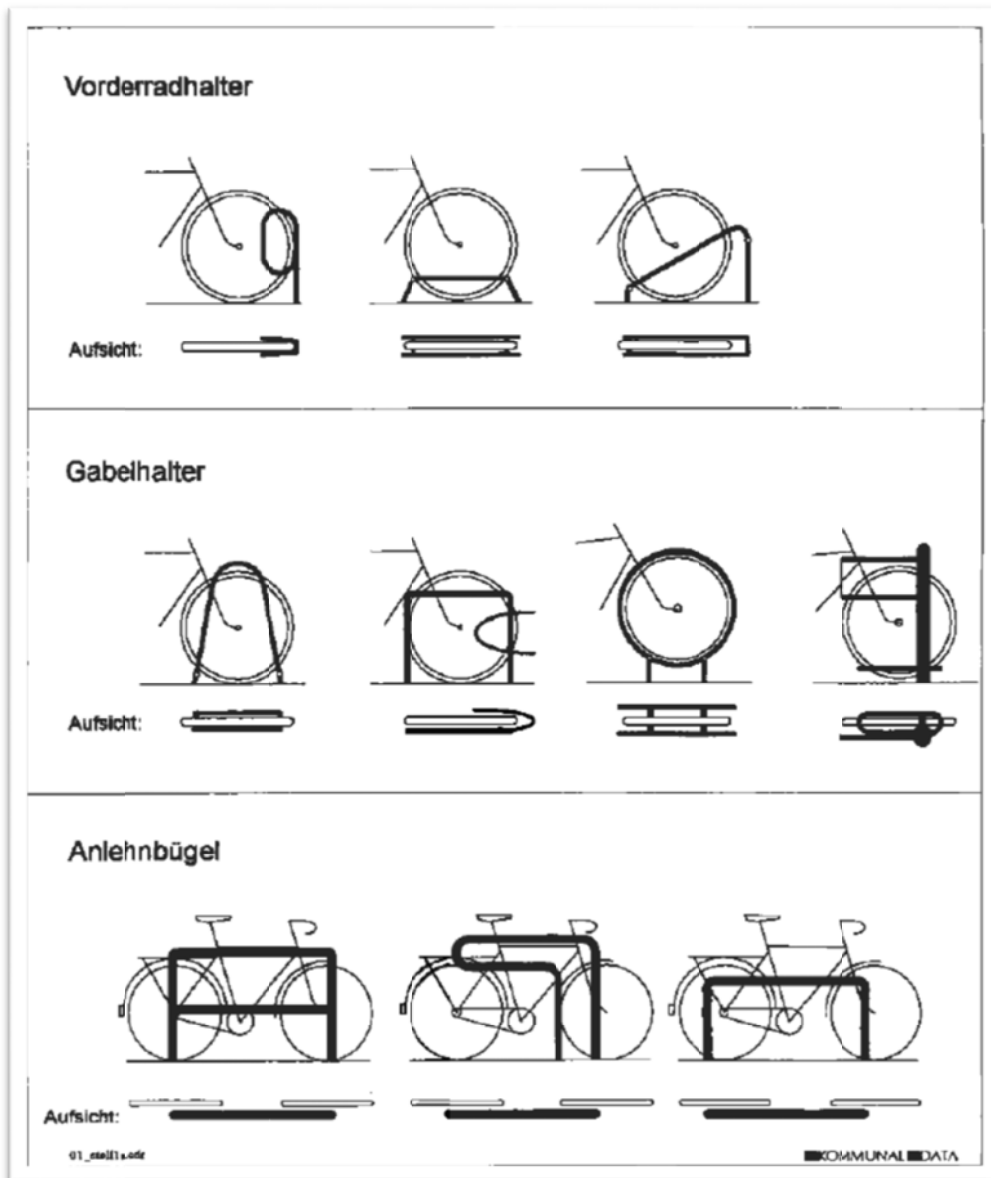 Vorderradhalter
Aufsicht:
Gabelhalter
Aufsicht:
Anlehnbügel
Aufsicht:
KOMMUNAL DATA